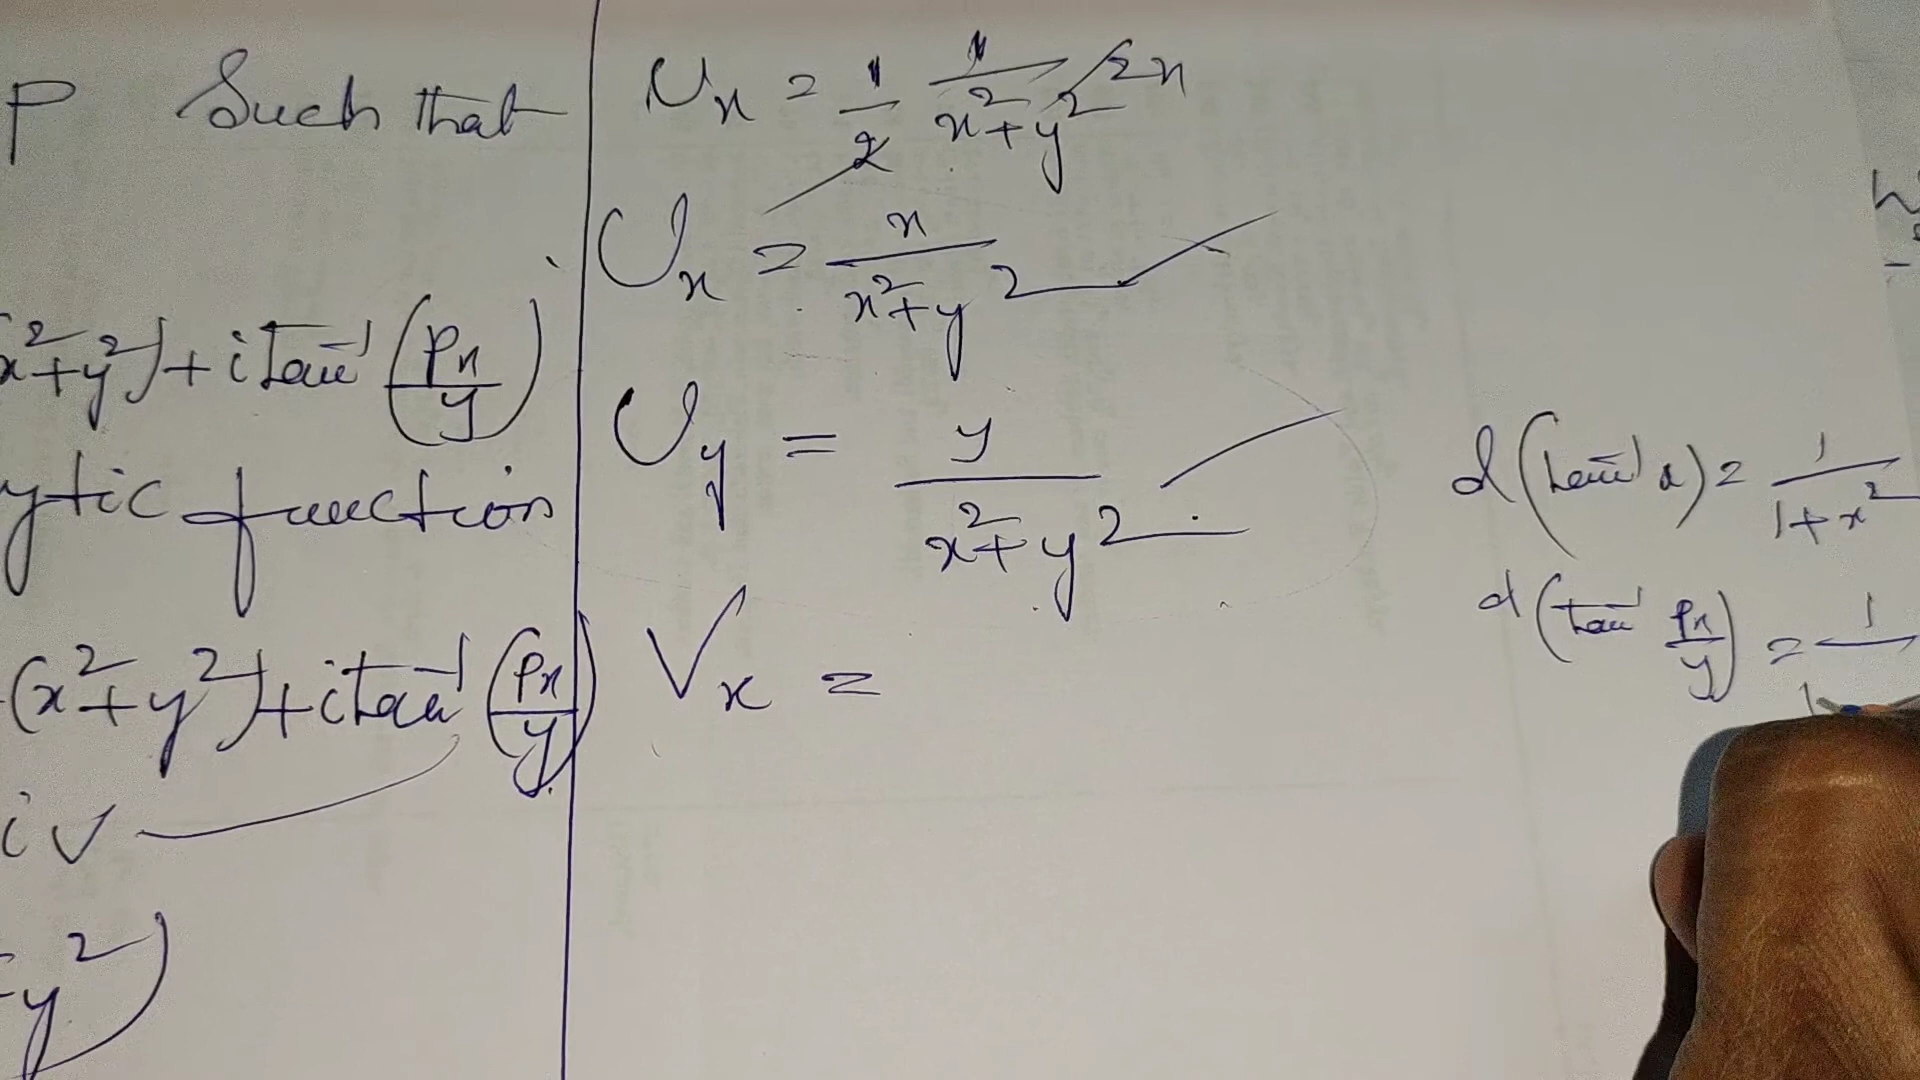 P Such that
x²+y²) + i tan⁻¹(px/y)
ytic function
(x²+y²) + i tan⁻¹(px/y)
iv
y²)
Ux = 1/2 1/(x²+y²) 2x
Ux = x/(x²+y²)
Uy = y/(x²+y²)
Vx =
d(tan⁻¹ x) = 1/(1+x²)
d(tan⁻¹ px/y) = 1/1